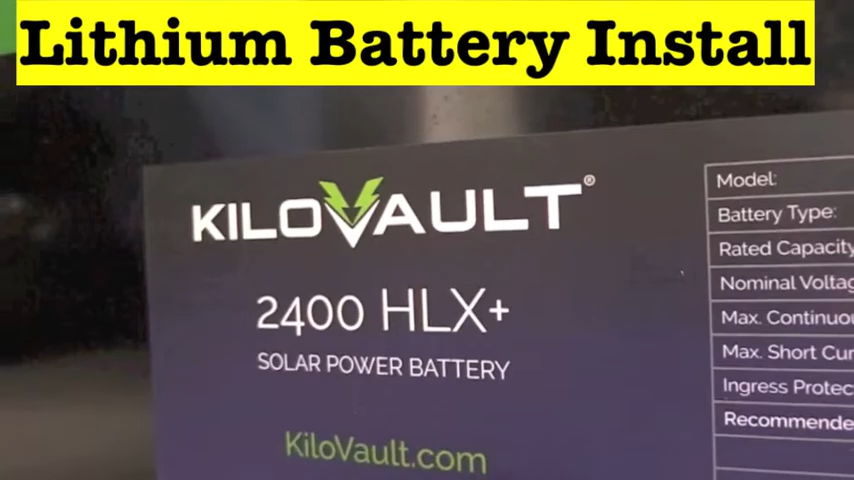 Lithium Battery Install
KILOVAULT®
2400 HLX+
SOLAR POWER BATTERY
KiloVault.com
Model:
Battery Type:
Rated Capacity
Nominal Voltag
Max. Continuou
Max. Short Cur
Ingress Protec
Recommende